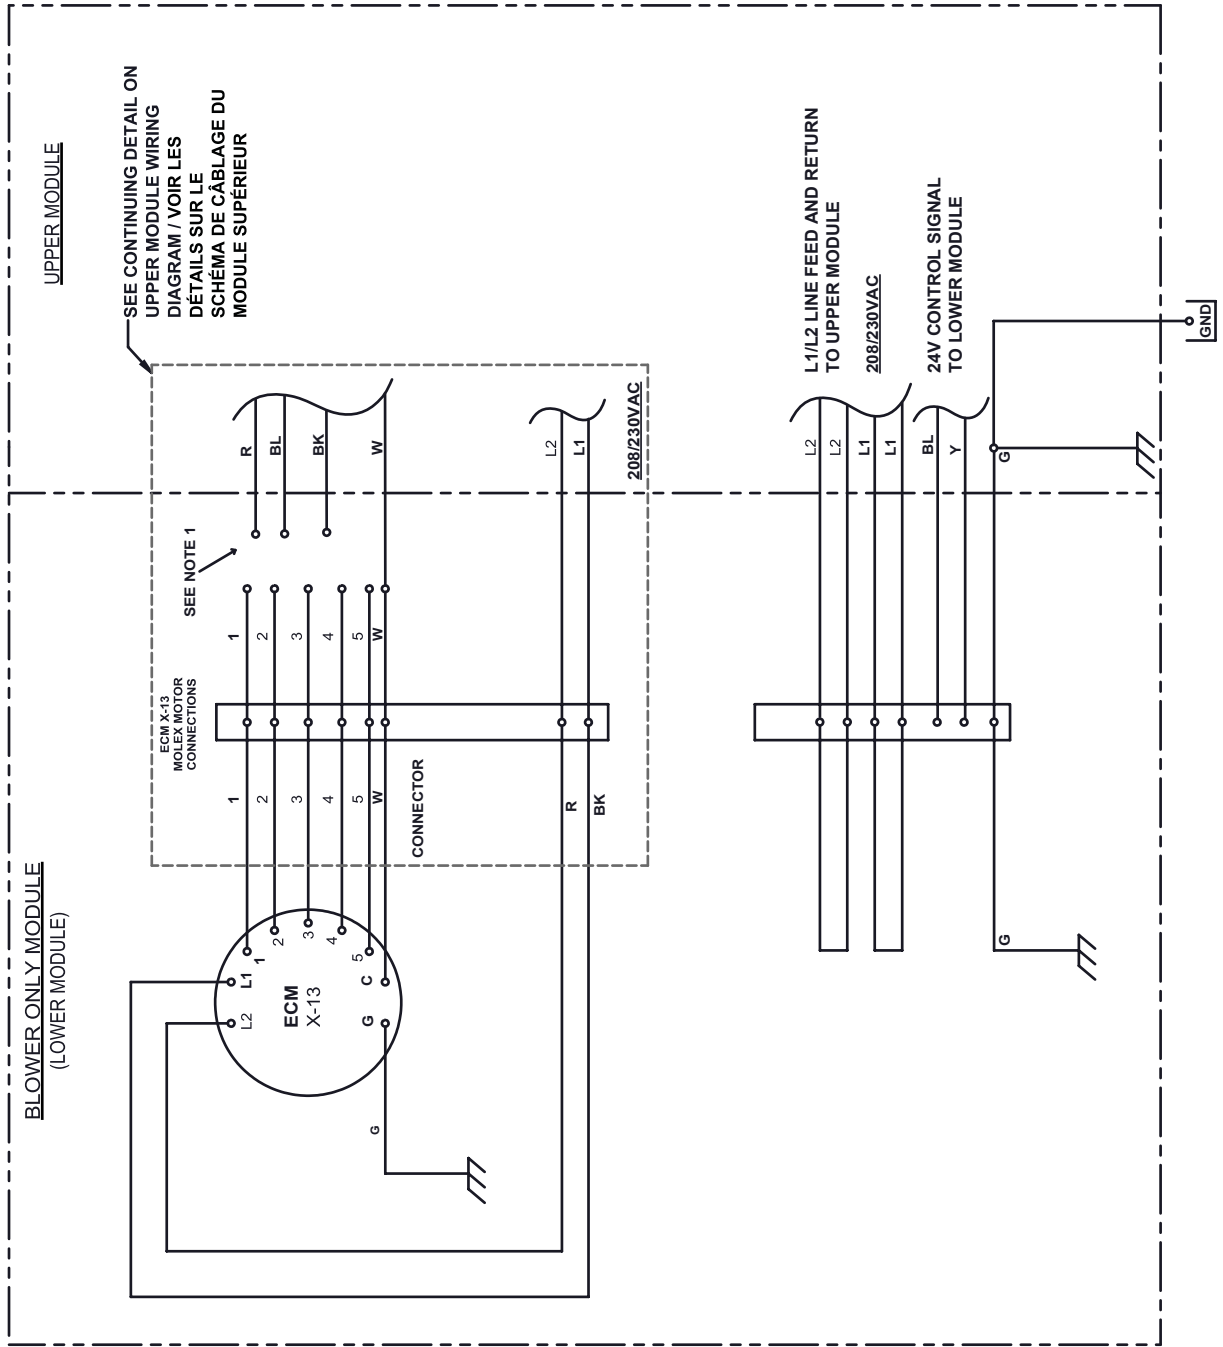 UPPER MODULE
SEE CONTINUING DETAIL ON
UPPER MODULE WIRING
DIAGRAM / VOIR LES
DÉTAILS SUR LE
SCHÉMA DE CÂBLAGE DU
MODULE SUPÉRIEUR
BLOWER ONLY MODULE
(LOWER MODULE)
SEE NOTE 1
ECM X-13
MOLEX MOTOR
CONNECTIONS
R
BL
BK
W
1
2
3
4
5
W
1
2
3
4
5
W
CONNECTOR
L2
L1
208/230VAC
R
BK
L1
L2
1
2
3
4
5
C
G
ECM
X-13
G
L1/L2 LINE FEED AND RETURN
TO UPPER MODULE
208/230VAC
24V CONTROL SIGNAL
TO LOWER MODULE
L2
L2
L1
L1
BL
Y
G
G
GND